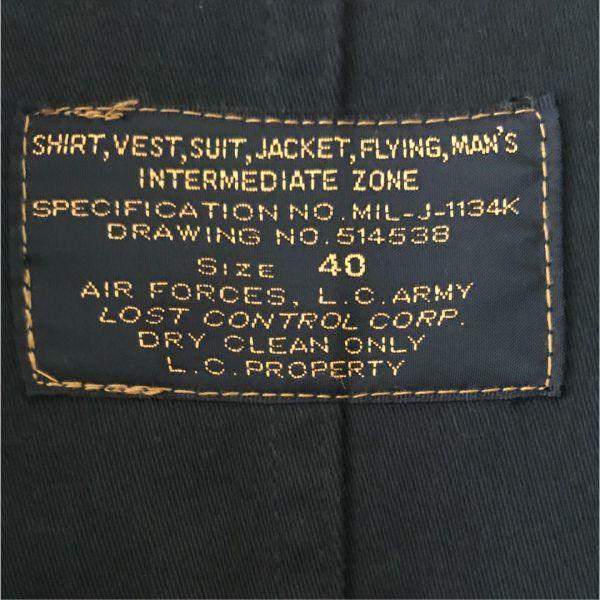 SHIRT,VEST,SUIT,JACKET,FLYING,MAN'S
INTERMEDIATE ZONE
SPECIFICATION NO. MIL-J-1134K
DRAWING NO. 514538
SIZE 40
AIR FORCES, L.C. ARMY
LOST CONTROL CORP.
DRY CLEAN ONLY
L.C. PROPERTY